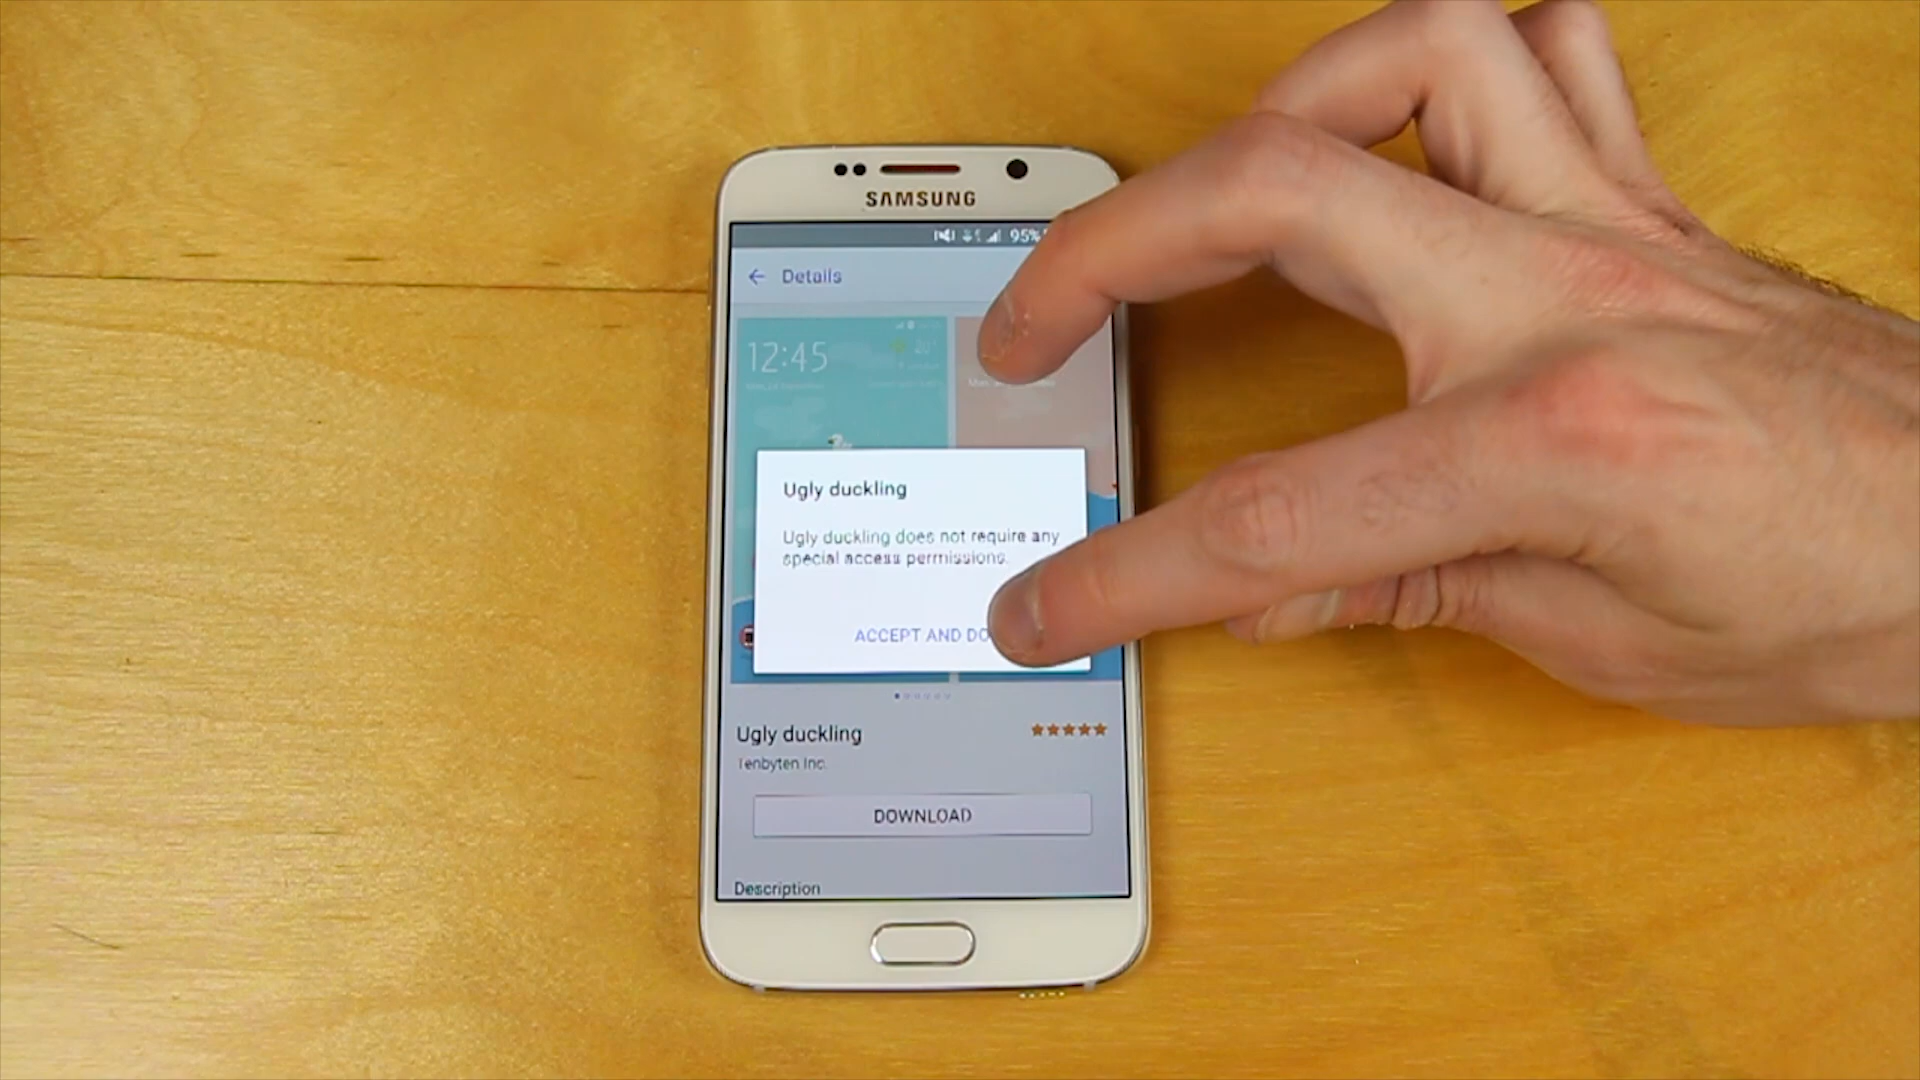 SAMSUNG
95%
Details
12:45
Ugly duckling
Ugly duckling does not require any
special access permissions.
ACCEPT AND DO
Ugly duckling
Tenbyten Inc.
DOWNLOAD
Description